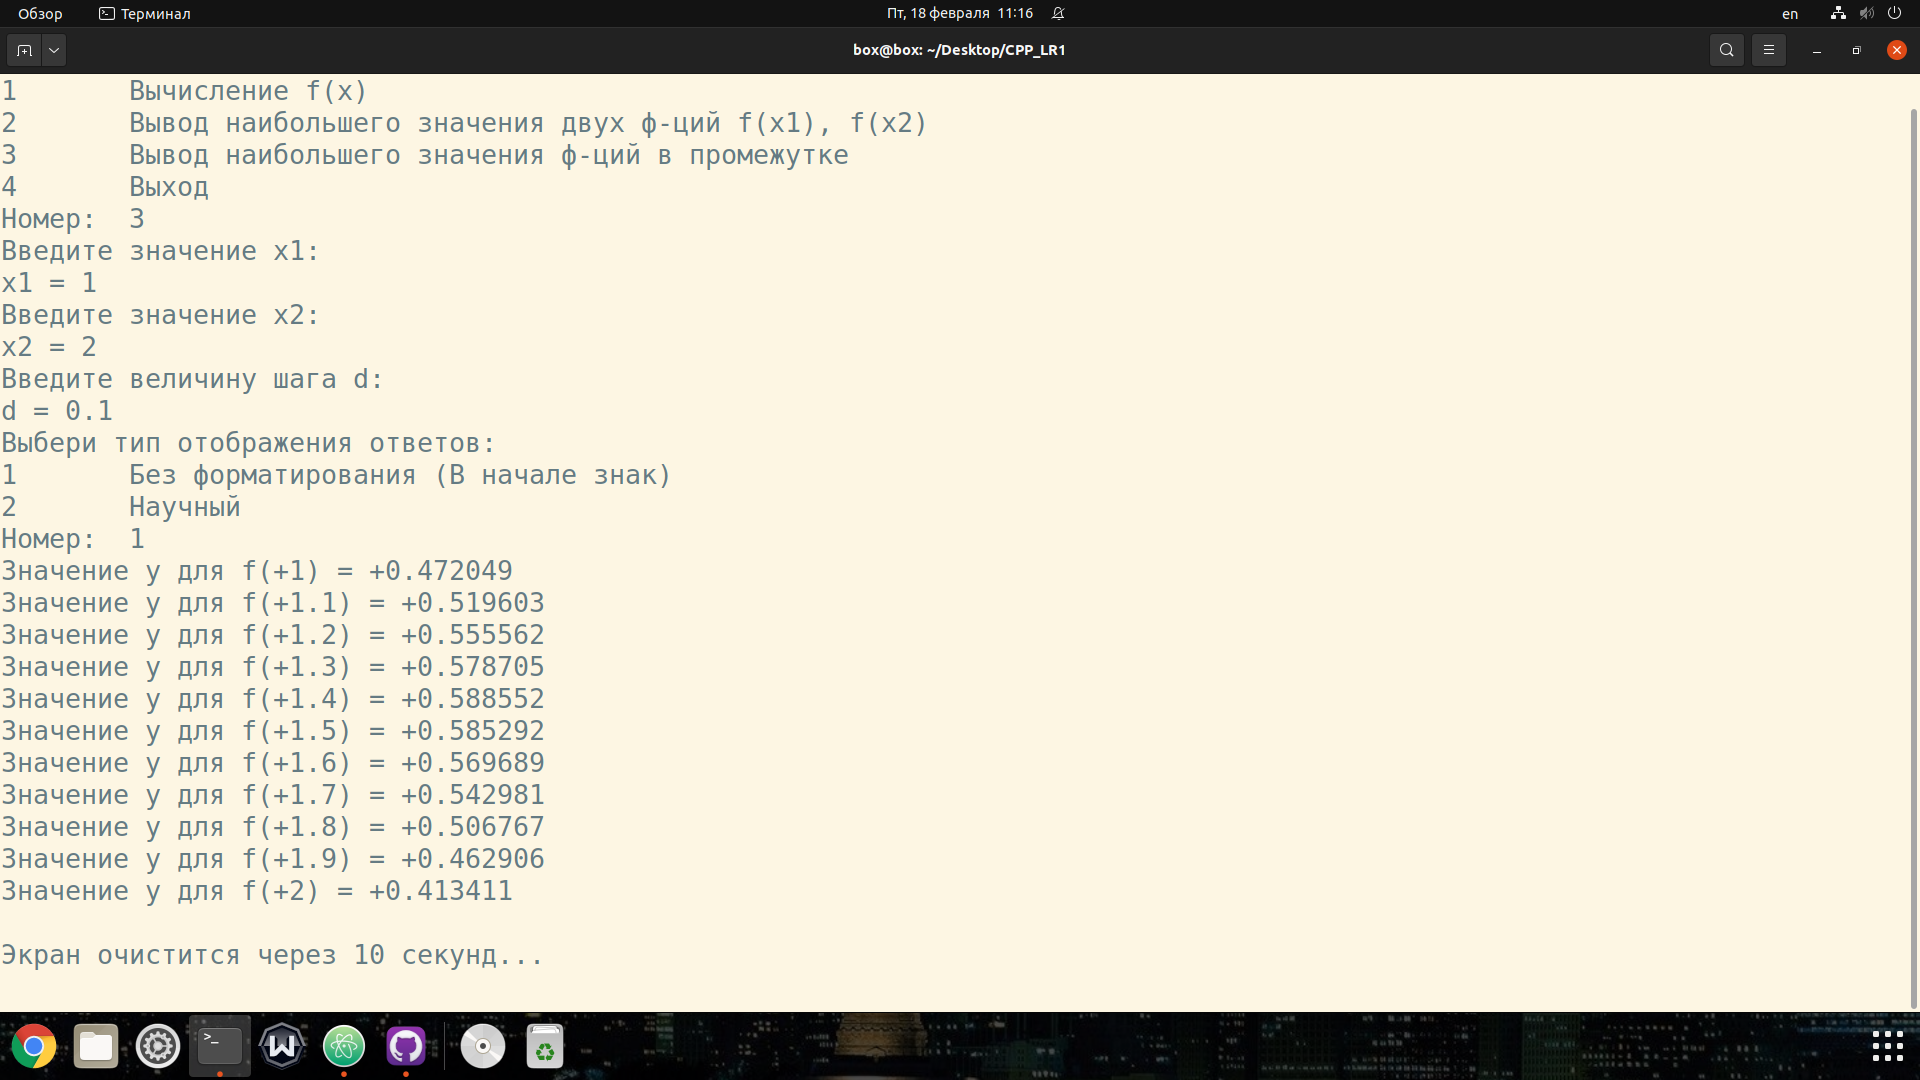 Обзор
Терминал
Пт, 18 февраля 11:16
en
box@box: ~/Desktop/CPP_LR1
1 Вычисление f(x)
2 Вывод наибольшего значения двух ф-ций f(x1), f(x2)
3 Вывод наибольшего значения ф-ций в промежутке
4 Выход
Номер: 3
Введите значение x1:
x1 = 1
Введите значение x2:
x2 = 2
Введите величину шага d:
d = 0.1
Выбери тип отображения ответов:
1 Без форматирования (В начале знак)
2 Научный
Номер: 1
Значение y для f(+1) = +0.472049
Значение y для f(+1.1) = +0.519603
Значение y для f(+1.2) = +0.555562
Значение y для f(+1.3) = +0.578705
Значение y для f(+1.4) = +0.588552
Значение y для f(+1.5) = +0.585292
Значение y для f(+1.6) = +0.569689
Значение y для f(+1.7) = +0.542981
Значение y для f(+1.8) = +0.506767
Значение y для f(+1.9) = +0.462906
Значение y для f(+2) = +0.413411
Экран очистится через 10 секунд...